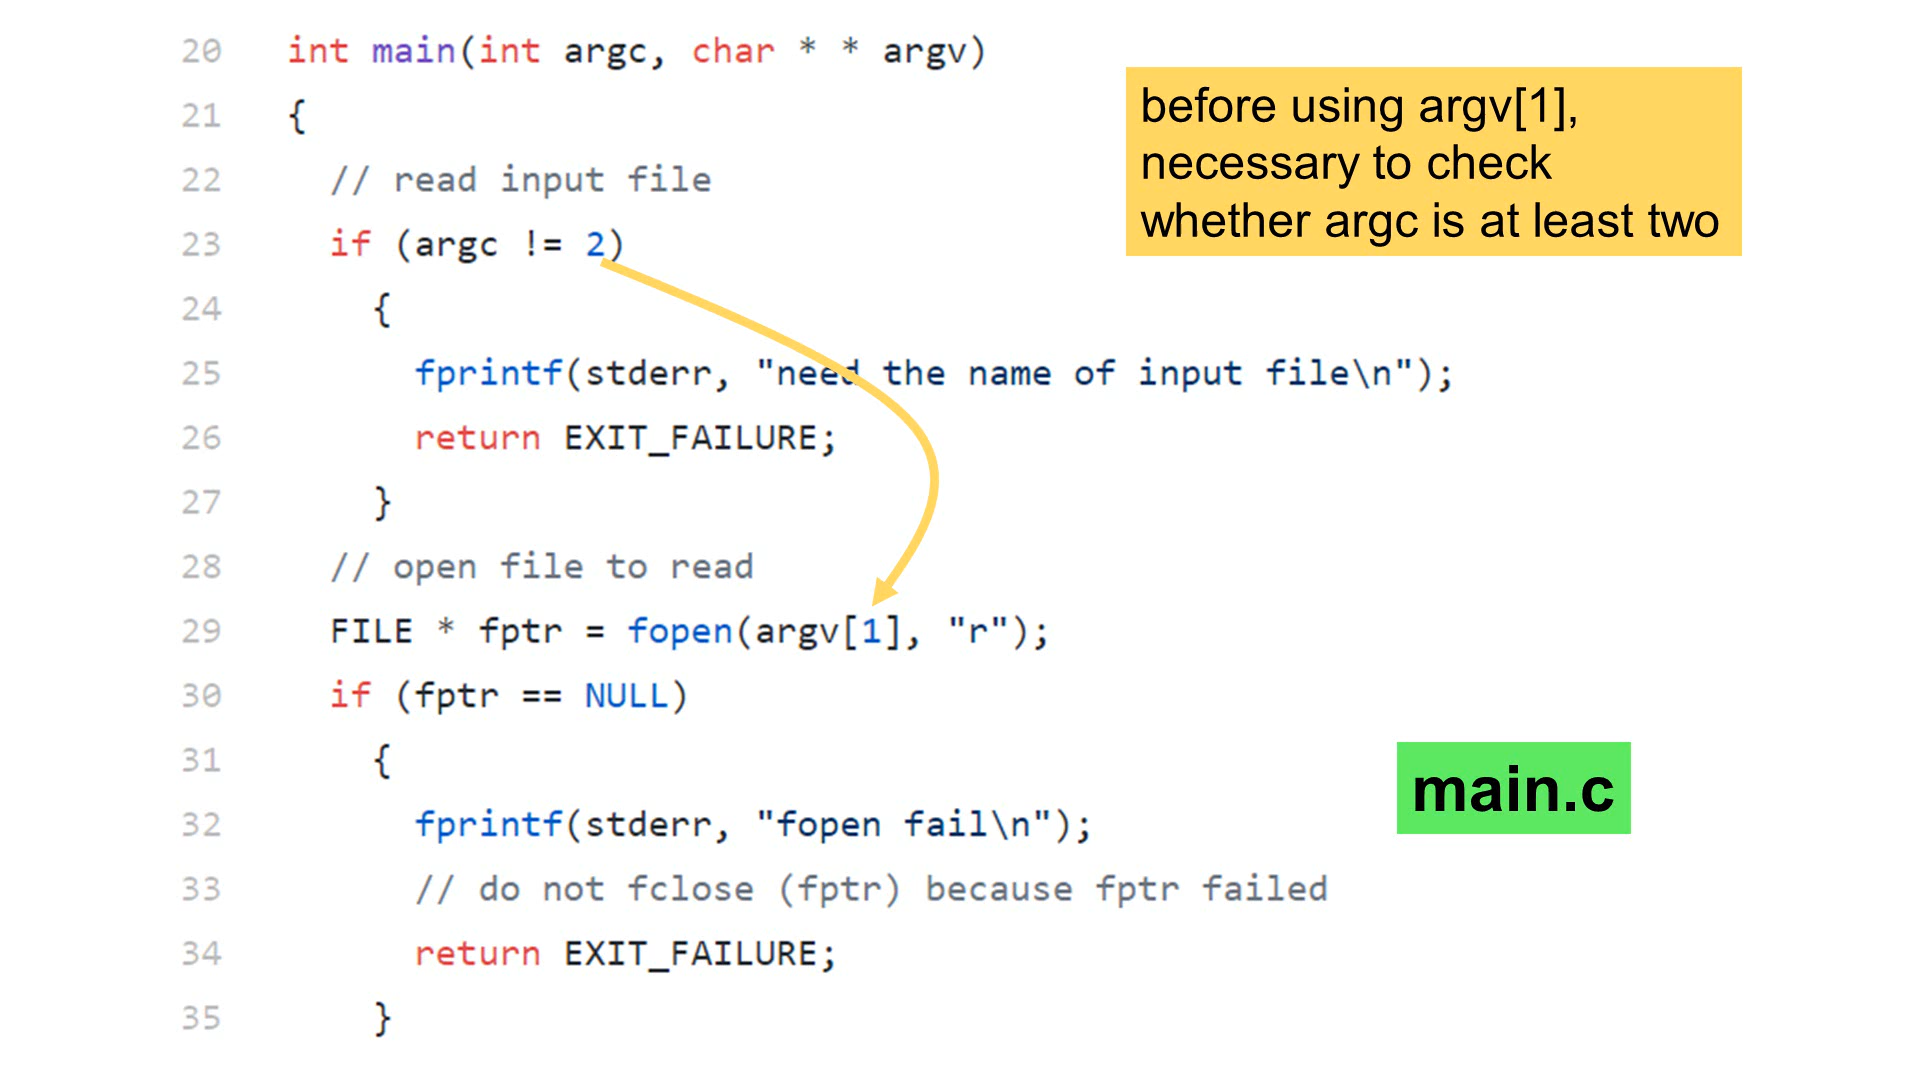 20 int main(int argc, char * * argv)
21 {
22 // read input file
23 if (argc != 2)
24 {
25 fprintf(stderr, "need the name of input file\n");
26 return EXIT_FAILURE;
27 }
28 // open file to read
29 FILE * fptr = fopen(argv[1], "r");
30 if (fptr == NULL)
31 {
32 fprintf(stderr, "fopen fail\n");
33 // do not fclose (fptr) because fptr failed
34 return EXIT_FAILURE;
35 }
before using argv[1],
necessary to check
whether argc is at least two
main.c